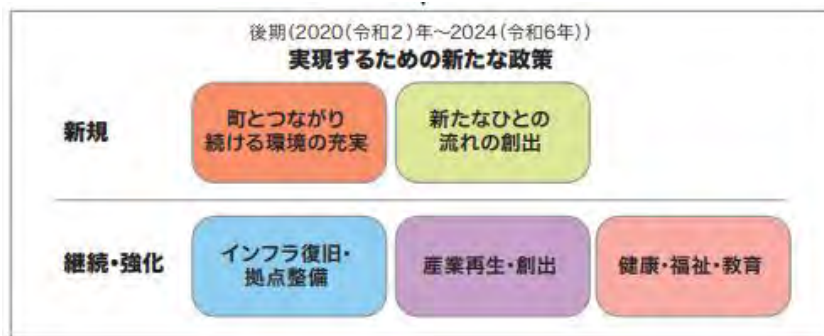 後期(2020(令和2)年～2024(令和6年))
実現するための新たな政策
新規
町とつながり
続ける環境の充実
新たなひとの
流れの創出
継続・強化
インフラ復旧・
拠点整備
産業再生・創出
健康・福祉・教育